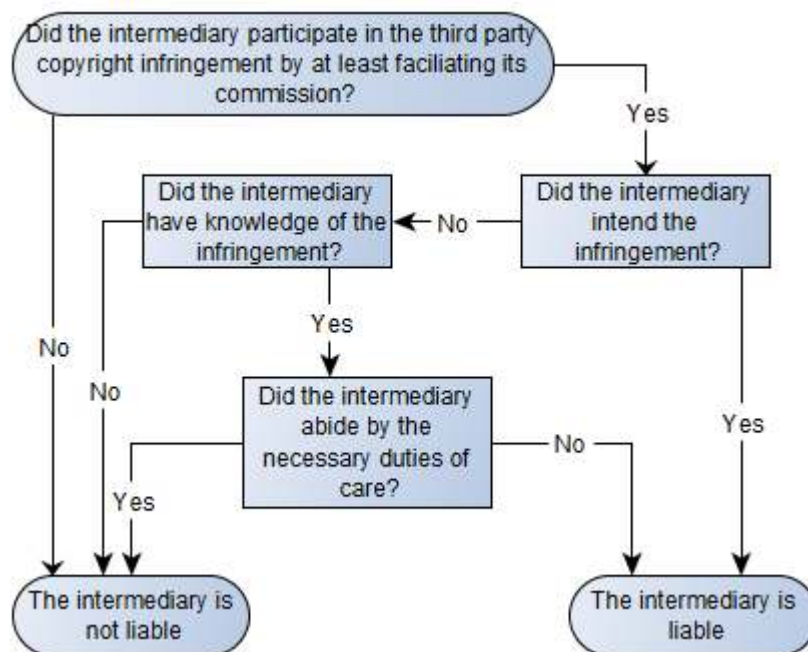 Did the intermediary participate in the third party
copyright infringement by at least faciliating its
commission?
Yes
Did the intermediary
have knowledge of the
infringement?
No
Did the intermediary
intend the
infringement?
Yes
No
No
Did the intermediary
abide by the
necessary duties of
care?
No
Yes
Yes
The intermediary is
not liable
The intermediary is
liable